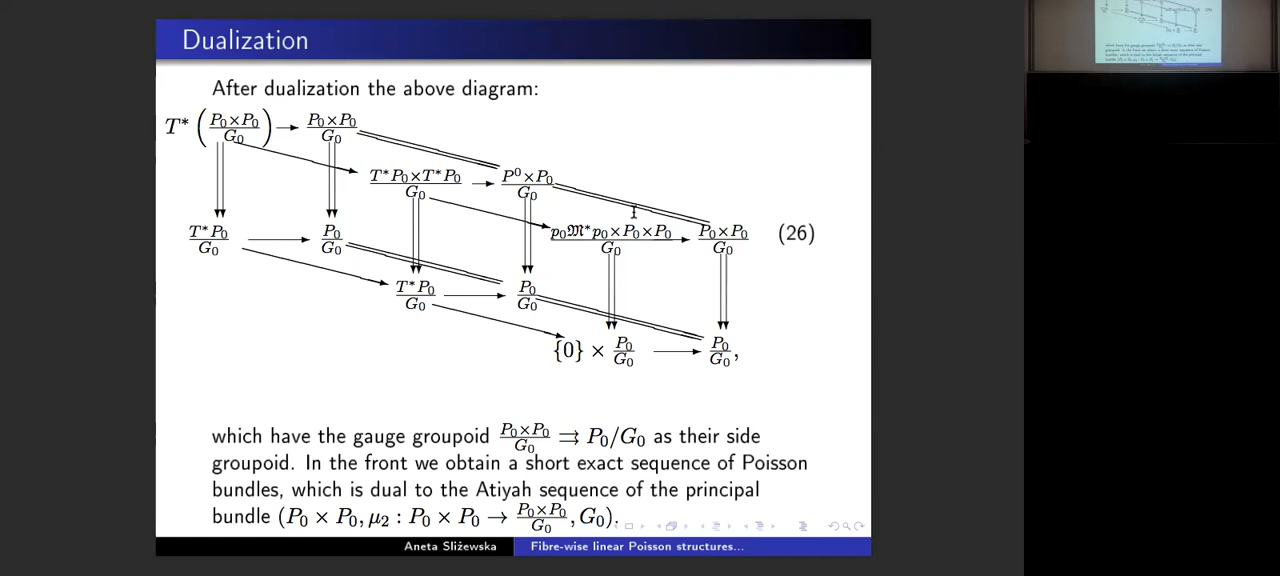 Dualization
After dualization the above diagram:
T* ( P₀×P₀ / G₀ ) → P₀×P₀ / G₀
T*P₀×T*P₀ / G₀ → P⁰×P₀ / G₀
T*P₀ / G₀ → P₀ / G₀
p₀𝔐*p₀×P₀×P₀ / G₀ → P₀×P₀ / G₀ (26)
T*P₀ / G₀ → P₀ / G₀
{0} × P₀ / G₀ → P₀ / G₀,
which have the gauge groupoid P₀×P₀ / G₀ ⇉ P₀/G₀ as their side
groupoid. In the front we obtain a short exact sequence of Poisson
bundles, which is dual to the Atiyah sequence of the principal
bundle (P₀ × P₀, μ₂ : P₀ × P₀ → P₀×P₀ / G₀, G₀).
Aneta Sliżewska Fibre-wise linear Poisson structures...